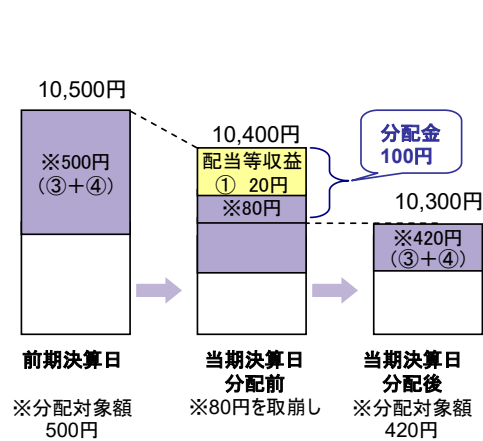 10,500円
※500円
(③+④)
前期決算日
※分配対象額
500円
10,400円
配当等収益
① 20円
※80円
当期決算日
分配前
※80円を取崩し
分配金
100円
10,300円
※420円
(③+④)
当期決算日
分配後
※分配対象額
420円